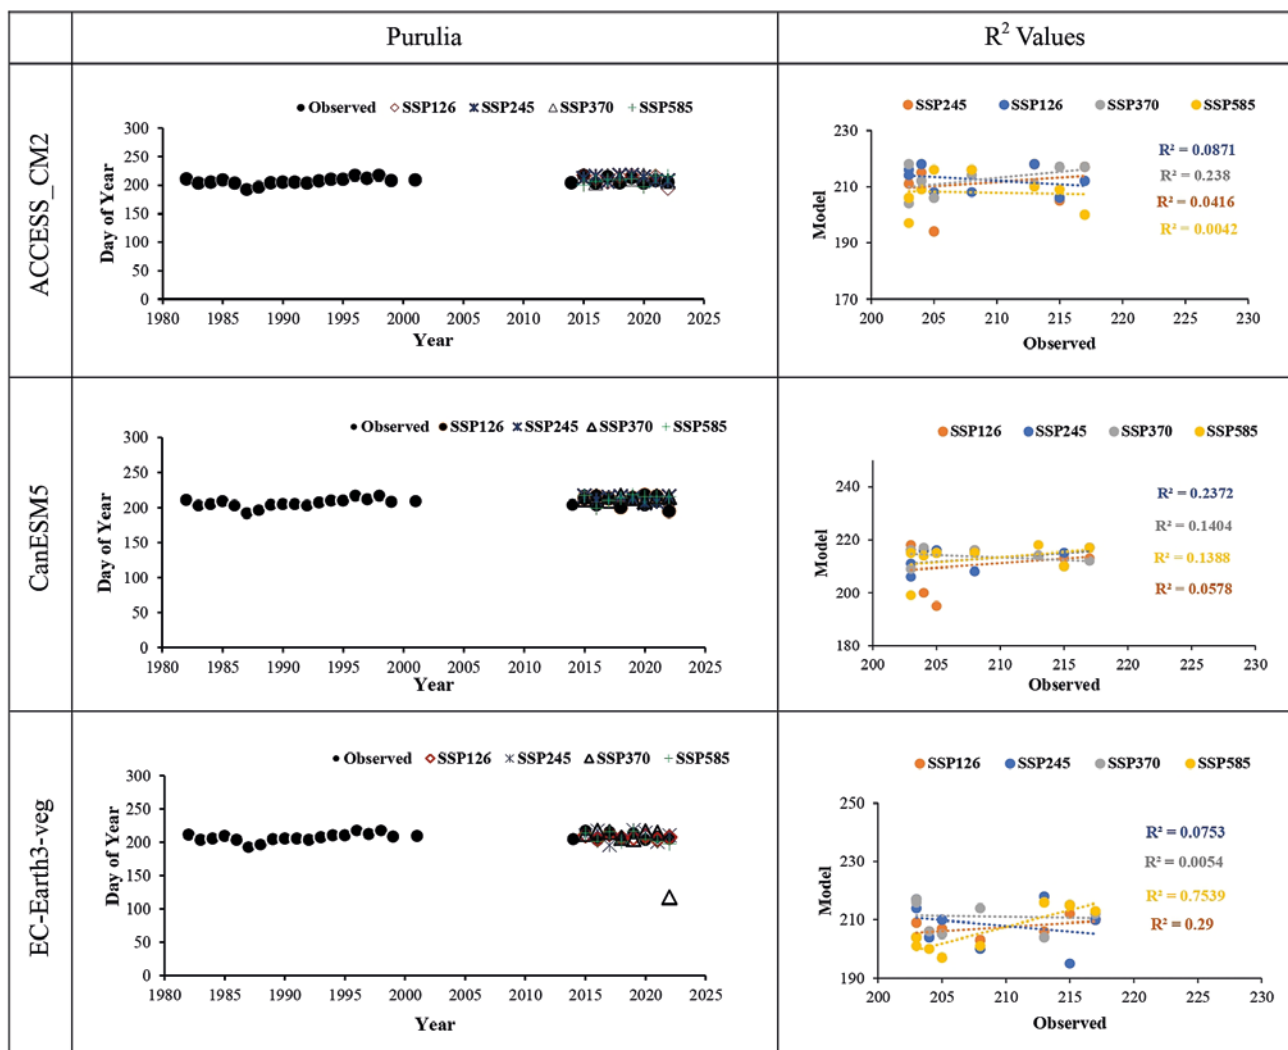 Purulia
R² Values
ACCESS_CM2
Observed SSP126 SSP245 SSP370 SSP585
Day of Year
300
250
200
150
100
50
0
1980 1985 1990 1995 2000 2005 2010 2015 2020 2025
Year
SSP245 SSP126 SSP370 SSP585
Model
230
210
190
170
R² = 0.0871
R² = 0.238
R² = 0.0416
R² = 0.0042
200 205 210 215 220 225 230
Observed
CanESM5
Observed SSP126 SSP245 SSP370 SSP585
Day of Year
300
250
200
150
100
50
0
1980 1985 1990 1995 2000 2005 2010 2015 2020 2025
Year
SSP126 SSP245 SSP370 SSP585
Model
240
220
200
180
R² = 0.2372
R² = 0.1404
R² = 0.1388
R² = 0.0578
200 205 210 215 220 225 230
Observed
EC-Earth3-veg
Observed SSP126 SSP245 SSP370 SSP585
Day of Year
300
250
200
150
100
50
0
1980 1985 1990 1995 2000 2005 2010 2015 2020 2025
Year
SSP126 SSP245 SSP370 SSP585
Model
250
230
210
190
R² = 0.0753
R² = 0.0054
R² = 0.7539
R² = 0.29
200 205 210 215 220 225 230
Observed